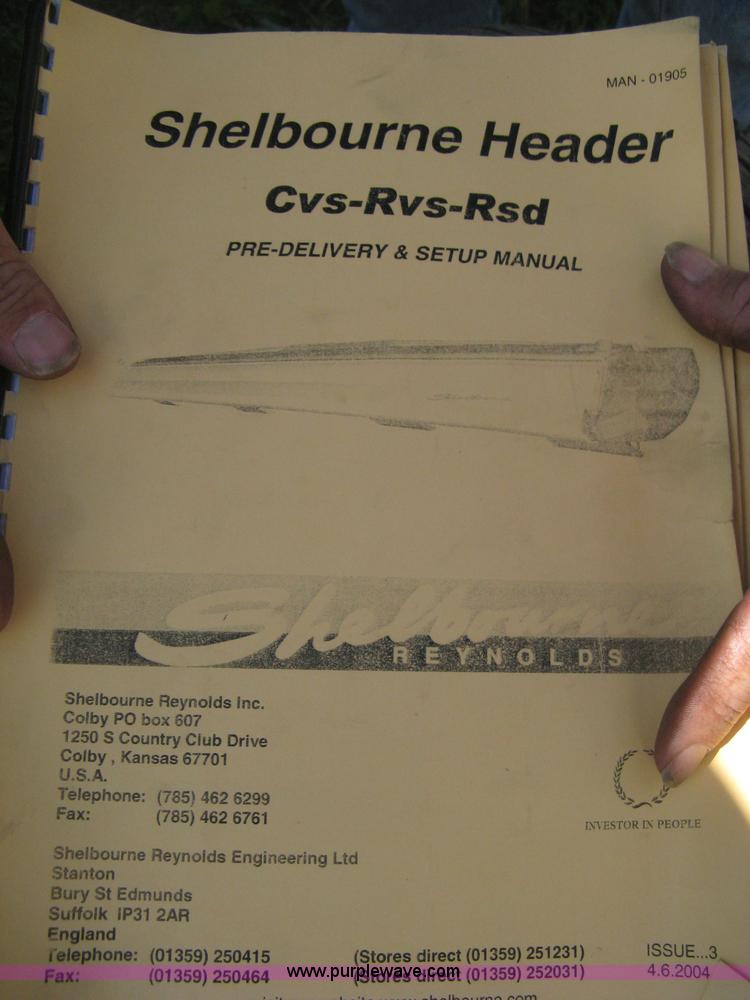 MAN - 01905
Shelbourne Header
Cvs-Rvs-Rsd
PRE-DELIVERY & SETUP MANUAL
Shelbourne
REYNOLDS
Shelbourne Reynolds Inc.
Colby PO box 607
1250 S Country Club Drive
Colby , Kansas 67701
U.S.A.
Telephone: (785) 462 6299
Fax: (785) 462 6761
INVESTOR IN PEOPLE
Shelbourne Reynolds Engineering Ltd
Stanton
Bury St Edmunds
Suffolk IP31 2AR
England
Telephone: (01359) 250415 (Stores direct (01359) 251231) ISSUE...3
Fax: (01359) 250464 (Stores direct (01359) 252031) 4.6.2004
www.purplewave.com